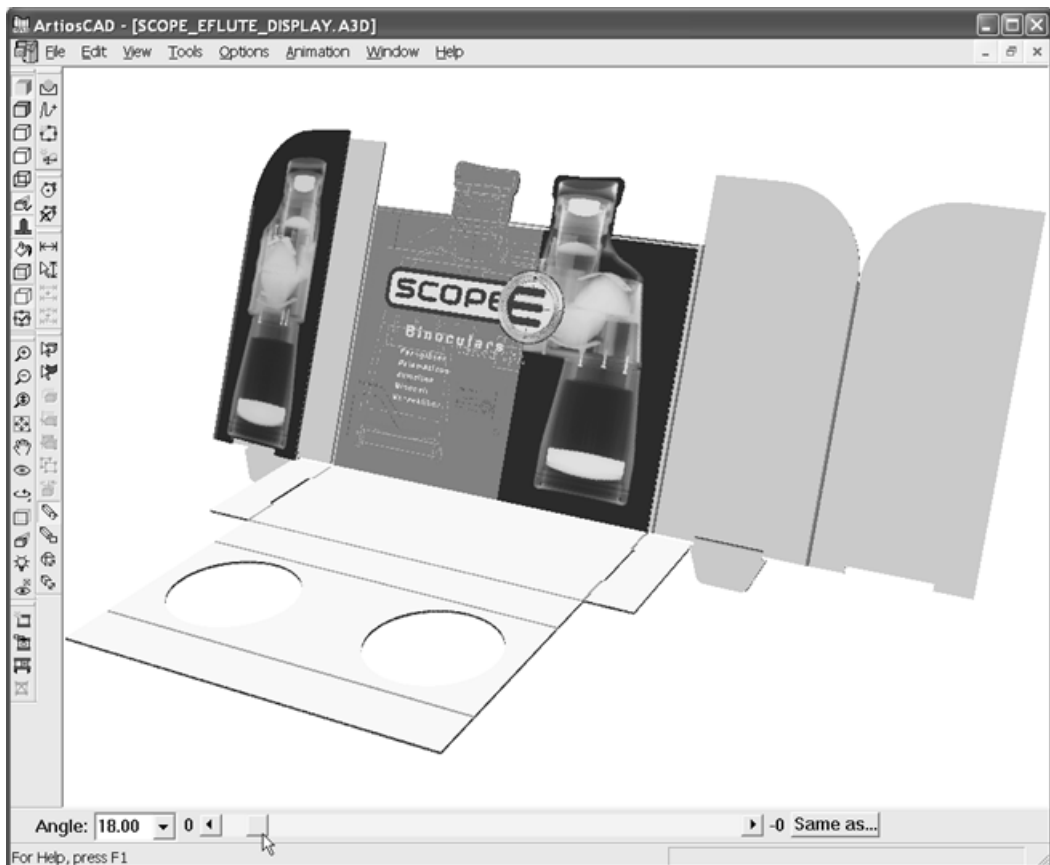 ArtiosCAD - [SCOPE_EFLUTE_DISPLAY.A3D]
File Edit View Tools Options Animation Window Help
SCOPE
Binoculars
Angle: 18.00 0 -0 Same as...
For Help, press F1